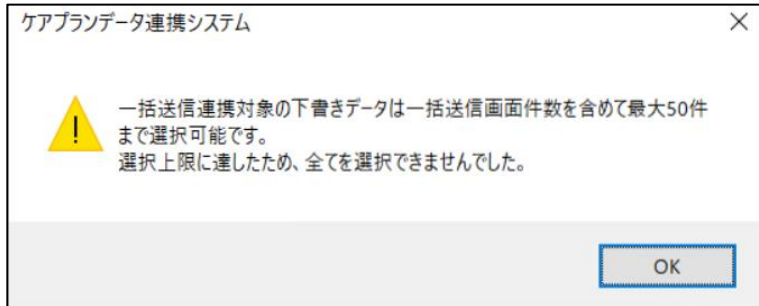 ケアプランデータ連携システム
一括送信連携対象の下書きデータは一括送信画面件数を含めて最大50件
まで選択可能です。
選択上限に達したため、全てを選択できませんでした。
OK